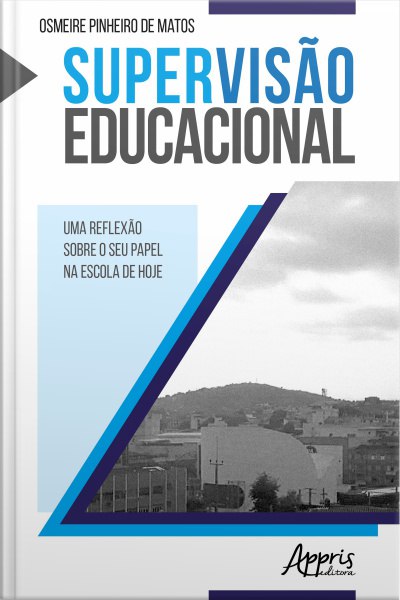 OSMEIRE PINHEIRO DE MATOS
SUPERVISÃO
EDUCACIONAL
UMA REFLEXÃO
SOBRE O SEU PAPEL
NA ESCOLA DE HOJE
Appris
editora